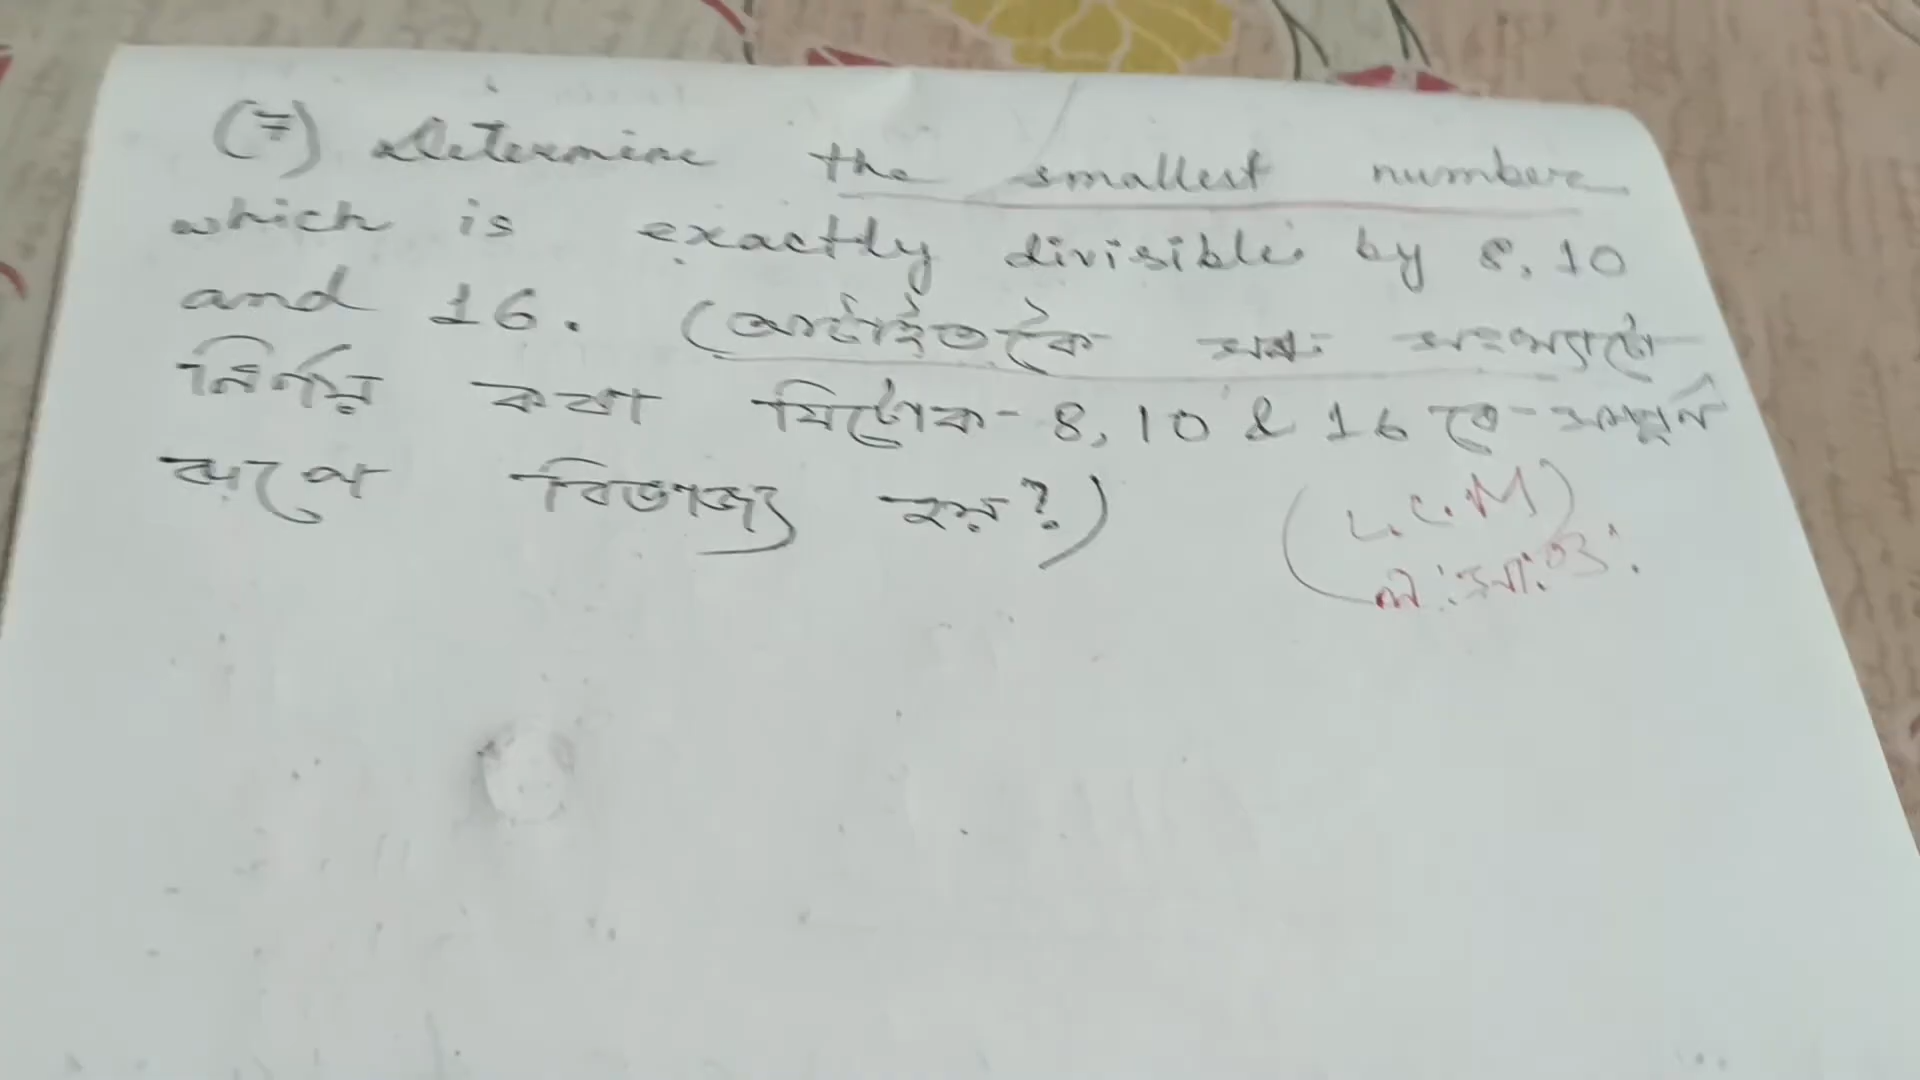 (=) Determine the smallest number
which is exactly divisible by 8, 10
and 16. (আটাইতকৈ সৰু সংখ্যাটো
নিৰ্ণয় কৰা যিটোক- 8, 10 & 16 ৰে- সম্পূৰ্ণ
ৰূপে বিভাজ্য হয়?)
(L.C.M)
ল: সা: গু: